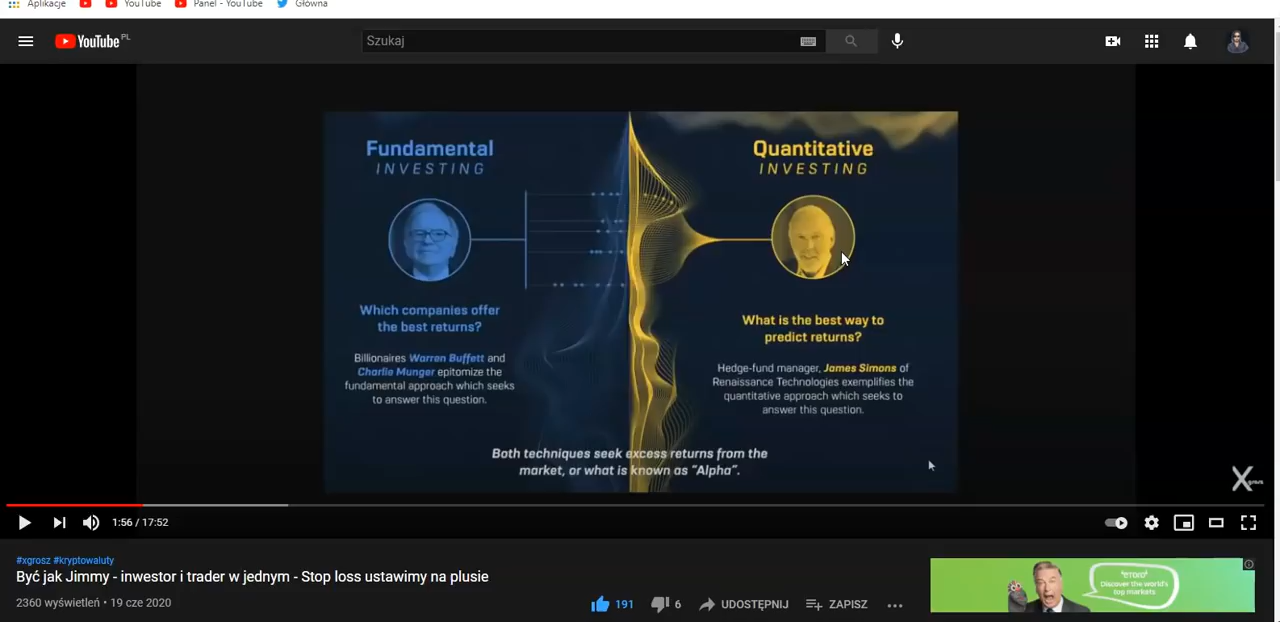 Aplikacje YouTube Panel - YouTube Główna
YouTube PL
Szukaj
Fundamental
INVESTING
Which companies offer
the best returns?
Billionaires Warren Buffett and
Charlie Munger epitomize the
fundamental approach which seeks
to answer this question.
Quantitative
INVESTING
What is the best way to
predict returns?
Hedge-fund manager, James Simons of
Renaissance Technologies exemplifies the
quantitative approach which seeks to
answer this question.
Both techniques seek excess returns from the
market, or what is known as “Alpha”.
Xgrosz
1:56 / 17:52
#xgrosz #kryptowaluty
Być jak Jimmy - inwestor i trader w jednym - Stop loss ustawimy na plusie
2360 wyświetleń • 19 cze 2020
191 6 UDOSTĘPNIJ ZAPISZ
eToro
Discover the world's
top markets